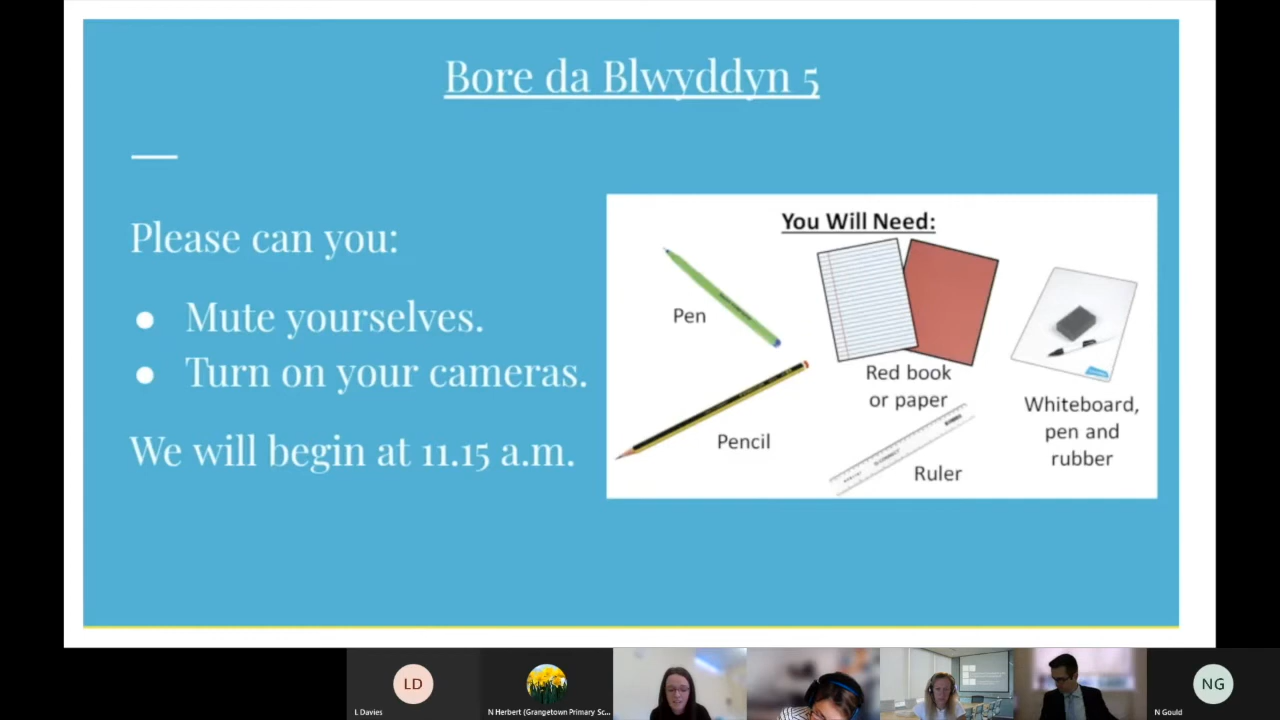 Bore da Blwyddyn 5
Please can you:
● Mute yourselves.
● Turn on your cameras.
We will begin at 11.15 a.m.
You Will Need:
Pen
Red book
or paper
Whiteboard,
pen and
rubber
Pencil
Ruler
LD
L Davies
N Herbert (Grangetown Primary Sc...
NG
N Gould